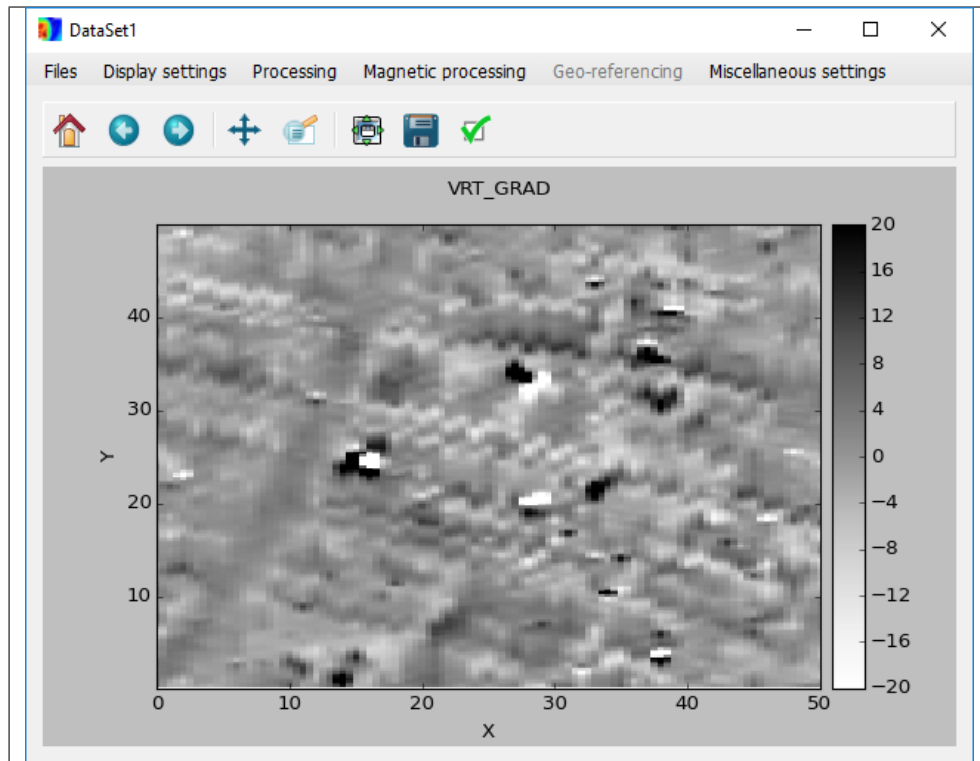 DataSet1
Files Display settings Processing Magnetic processing Geo-referencing Miscellaneous settings
VRT_GRAD
20
16
12
8
4
0
−4
−8
−12
−16
−20
40
30
20
10
Y
0 10 20 30 40 50
X